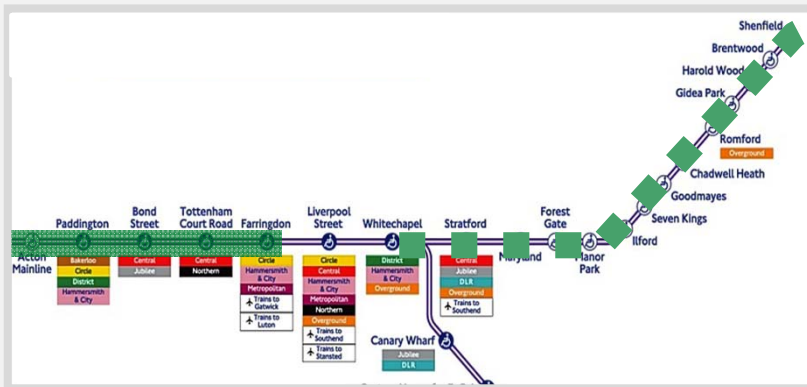 Shenfield
Brentwood
Harold Wood
Gidea Park
Romford
Overground
Chadwell Heath
Goodmayes
Seven Kings
Ilford
Manor
Park
Forest
Gate
Maryland
Stratford
Central
Jubilee
DLR
Overground
Trains to
Southend
Whitechapel
District
Hammersmith
& City
Overground
Liverpool
Street
Circle
Central
Hammersmith
& City
Metropolitan
Northern
Overground
Trains to
Southend
Trains to
Stansted
Farringdon
Circle
Hammersmith
& City
Metropolitan
Trains to
Gatwick
Trains to
Luton
Tottenham
Court Road
Central
Northern
Bond
Street
Central
Jubilee
Paddington
Bakerloo
Circle
District
Hammersmith
& City
Acton
Mainline
Canary Wharf
Jubilee
DLR